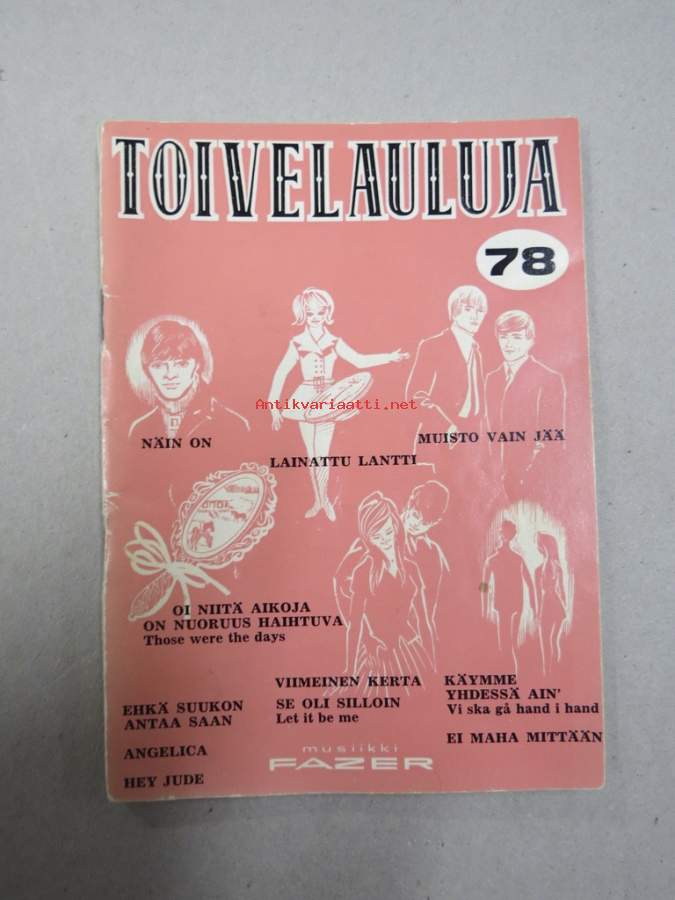 TOIVELAULUJA
78
Antikvariaatti.net
NÄIN ON
LAINATTU LANTTI
MUISTO VAIN JÄÄ
OI NIITÄ AIKOJA
ON NUORUUS HAIHTUVA
Those were the days
VIIMEINEN KERTA
SE OLI SILLOIN
Let it be me
KÄYMME
YHDESSÄ AIN'
Vi ska gå hand i hand
EHKÄ SUUKON
ANTAA SAAN
ANGELICA
HEY JUDE
EI MAHA MITTÄÄN
musiikki
FAZER